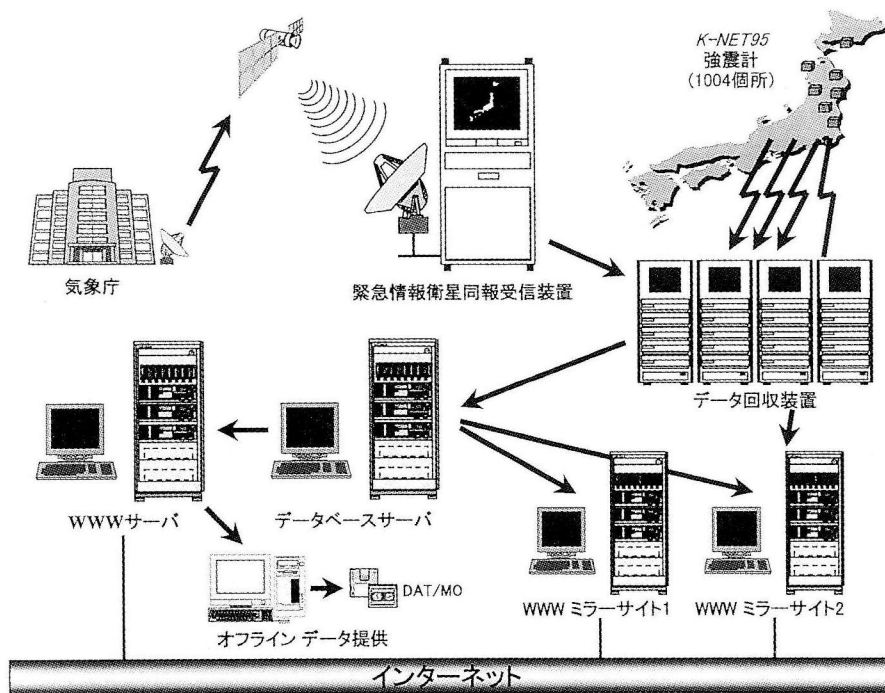 K-NET95
強震計
(1004個所)
気象庁
緊急情報衛星同報受信装置
データ回収装置
WWWサーバ
データベースサーバ
DAT/MO
オフライン データ提供
WWW ミラーサイト1
WWW ミラーサイト2
インターネット